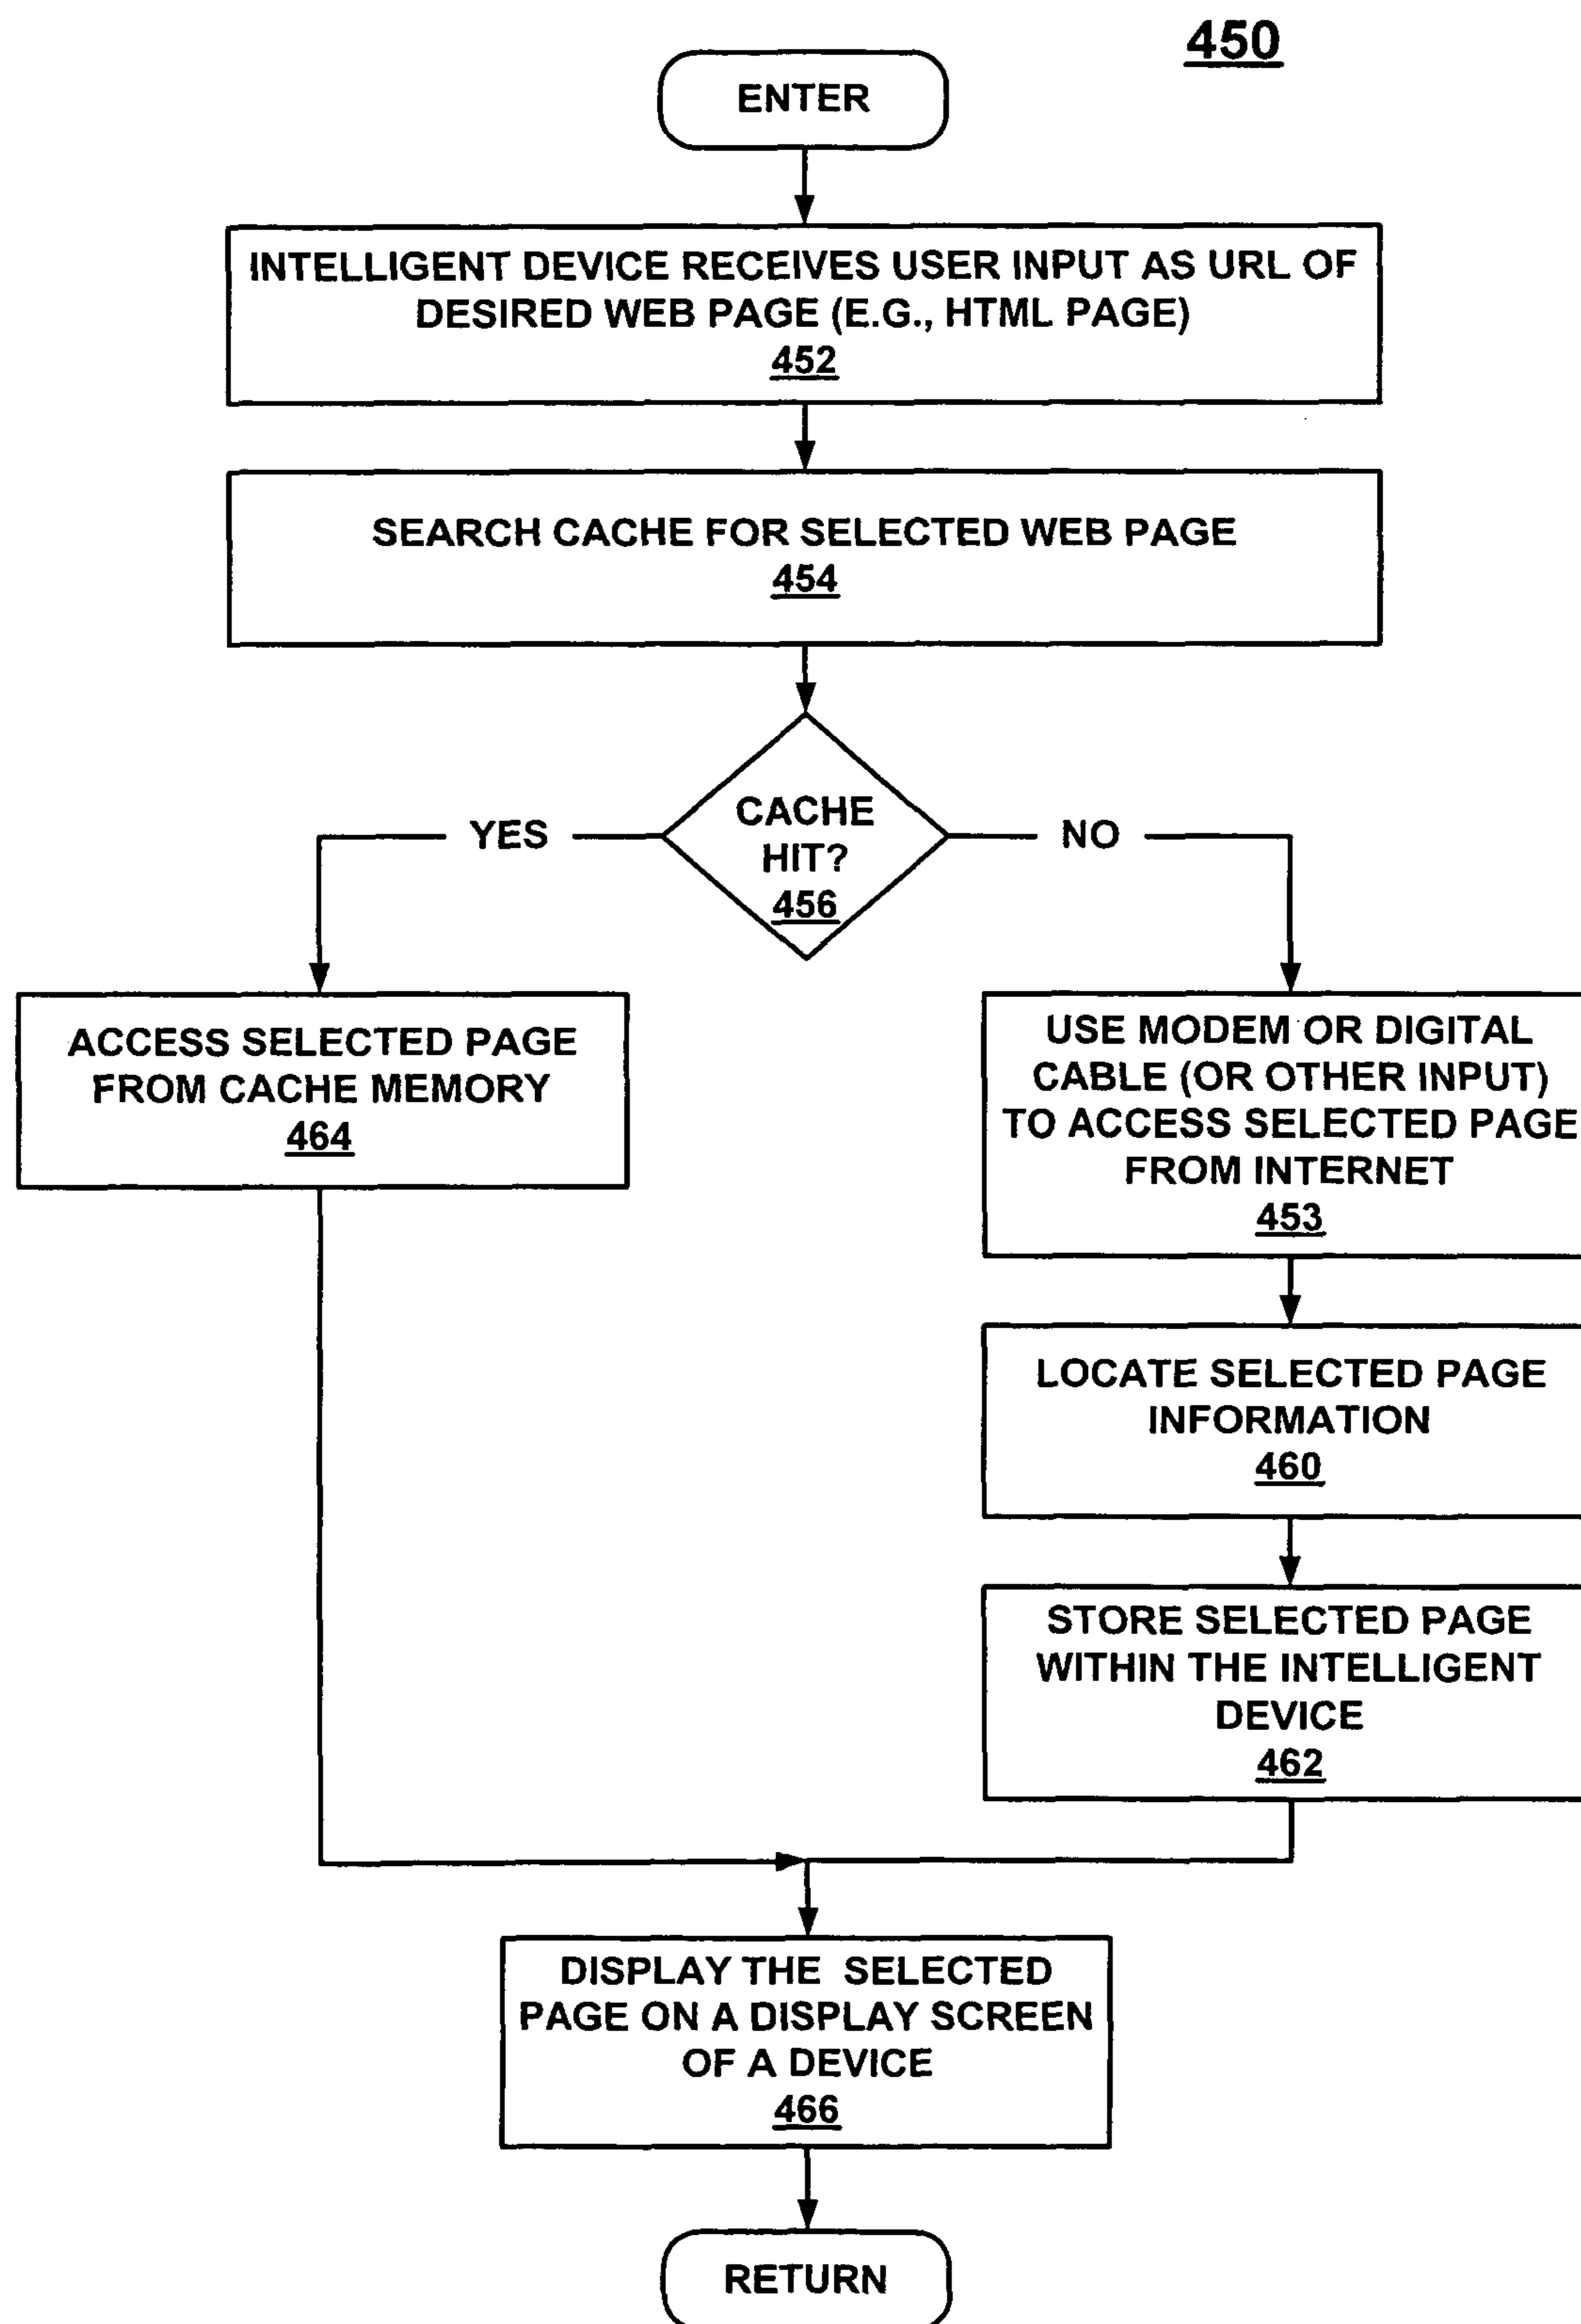 450
ENTER
INTELLIGENT DEVICE RECEIVES USER INPUT AS URL OF
DESIRED WEB PAGE (E.G., HTML PAGE)
452
SEARCH CACHE FOR SELECTED WEB PAGE
454
CACHE
HIT?
456
YES
NO
ACCESS SELECTED PAGE
FROM CACHE MEMORY
464
USE MODEM OR DIGITAL
CABLE (OR OTHER INPUT)
TO ACCESS SELECTED PAGE
FROM INTERNET
453
LOCATE SELECTED PAGE
INFORMATION
460
STORE SELECTED PAGE
WITHIN THE INTELLIGENT
DEVICE
462
DISPLAY THE SELECTED
PAGE ON A DISPLAY SCREEN
OF A DEVICE
466
RETURN